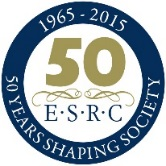 1965 - 2015
50
E·S·R·C
50 YEARS SHAPING SOCIETY